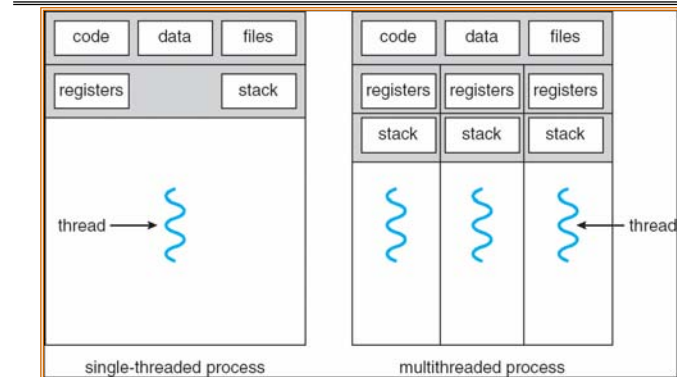 code data files code data files
registers stack registers registers registers
stack stack stack
thread thread
single-threaded process multithreaded process